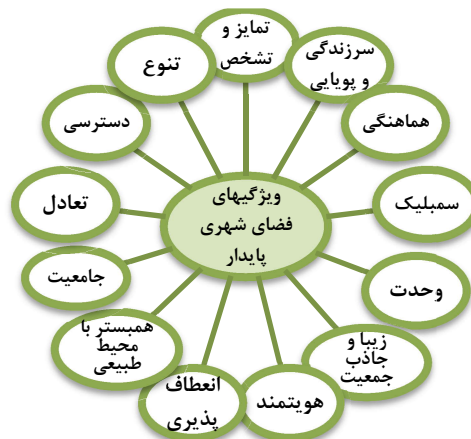 ویژگیهای
فضای شهری
پایدار
تمایز و
تشخص
سرزندگی
و پویایی
هماهنگی
سمبلیک
وحدت
زیبا و
جاذب
جمعیت
هویتمند
انعطاف
پذیری
همبستر با
محیط
طبیعی
جامعیت
تعادل
دسترسی
تنوع